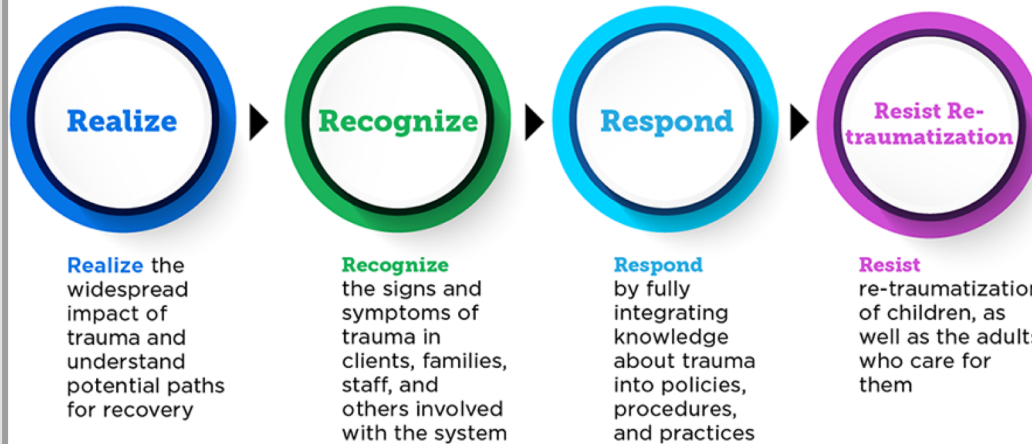 Realize
Recognize
Respond
Resist Re-
traumatization
Realize the
widespread
impact of
trauma and
understand
potential paths
for recovery
Recognize
the signs and
symptoms of
trauma in
clients, families,
staff, and
others involved
with the system
Respond
by fully
integrating
knowledge
about trauma
into policies,
procedures,
and practices
Resist
re-traumatization
of children, as
well as the adults
who care for
them